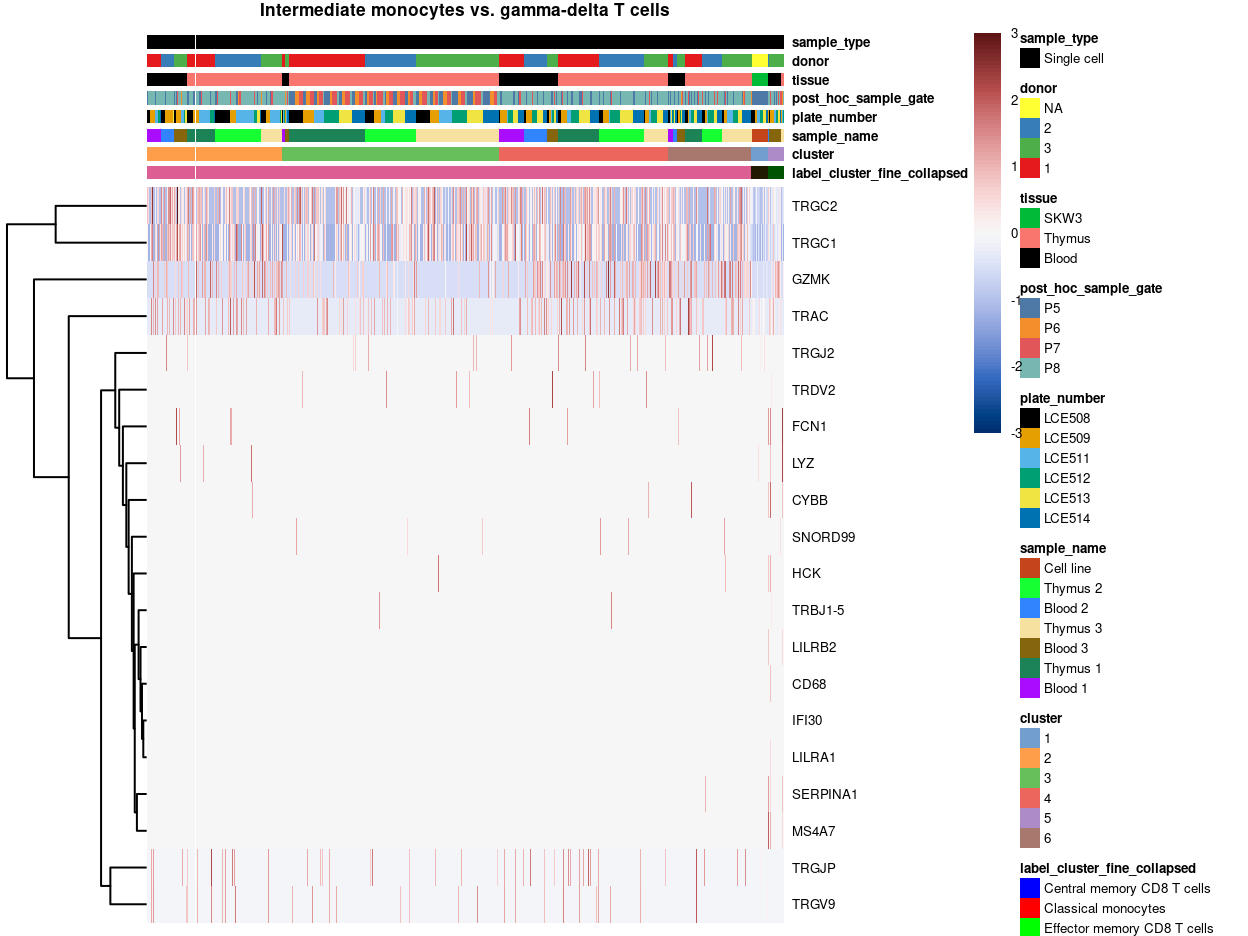 Intermediate monocytes vs. gamma-delta T cells
sample_type
donor
tissue
post_hoc_sample_gate
plate_number
sample_name
cluster
label_cluster_fine_collapsed
TRGC2
TRGC1
GZMK
TRAC
TRGJ2
TRDV2
FCN1
LYZ
CYBB
SNORD99
HCK
TRBJ1-5
LILRB2
CD68
IFI30
LILRA1
SERPINA1
MS4A7
TRGJP
TRGV9
3
2
1
0
-1
-2
-3
sample_type
Single cell
donor
NA
2
3
1
tissue
SKW3
Thymus
Blood
post_hoc_sample_gate
P5
P6
P7
P8
plate_number
LCE508
LCE509
LCE511
LCE512
LCE513
LCE514
sample_name
Cell line
Thymus 2
Blood 2
Thymus 3
Blood 3
Thymus 1
Blood 1
cluster
1
2
3
4
5
6
label_cluster_fine_collapsed
Central memory CD8 T cells
Classical monocytes
Effector memory CD8 T cells